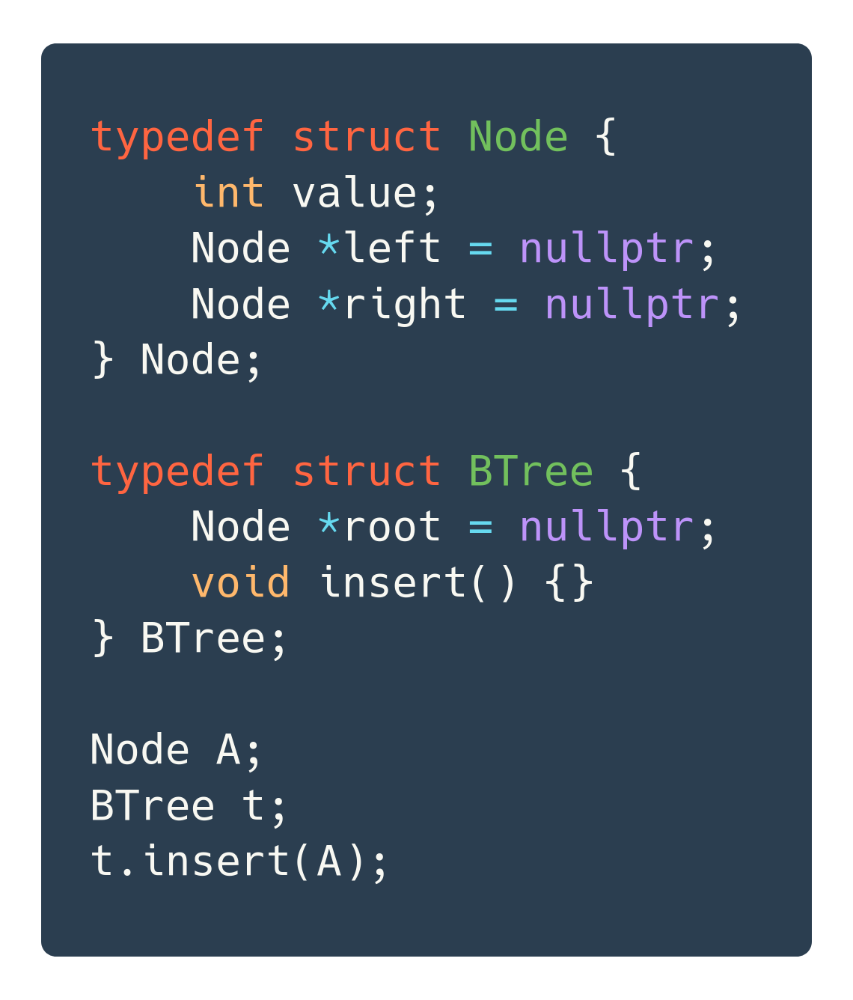 typedef struct Node {
    int value;
    Node *left = nullptr;
    Node *right = nullptr;
} Node;

typedef struct BTree {
    Node *root = nullptr;
    void insert() {}
} BTree;

Node A;
BTree t;
t.insert(A);